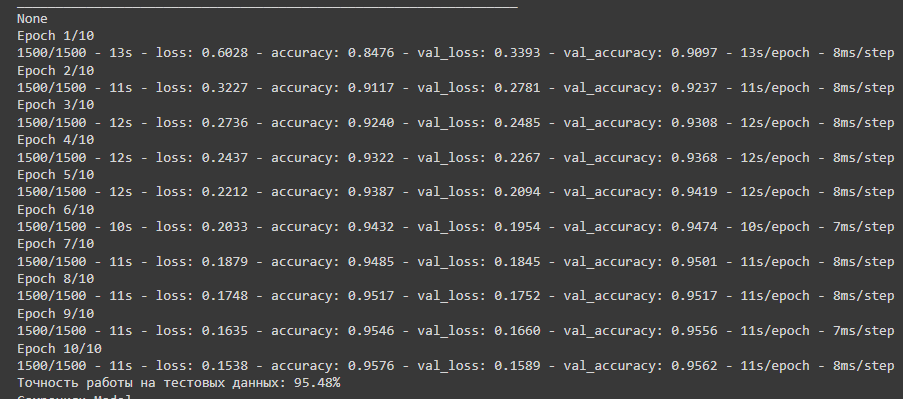 None
Epoch 1/10
1500/1500 - 13s - loss: 0.6028 - accuracy: 0.8476 - val_loss: 0.3393 - val_accuracy: 0.9097 - 13s/epoch - 8ms/step
Epoch 2/10
1500/1500 - 11s - loss: 0.3227 - accuracy: 0.9117 - val_loss: 0.2781 - val_accuracy: 0.9237 - 11s/epoch - 8ms/step
Epoch 3/10
1500/1500 - 12s - loss: 0.2736 - accuracy: 0.9240 - val_loss: 0.2485 - val_accuracy: 0.9308 - 12s/epoch - 8ms/step
Epoch 4/10
1500/1500 - 12s - loss: 0.2437 - accuracy: 0.9322 - val_loss: 0.2267 - val_accuracy: 0.9368 - 12s/epoch - 8ms/step
Epoch 5/10
1500/1500 - 12s - loss: 0.2212 - accuracy: 0.9387 - val_loss: 0.2094 - val_accuracy: 0.9419 - 12s/epoch - 8ms/step
Epoch 6/10
1500/1500 - 10s - loss: 0.2033 - accuracy: 0.9432 - val_loss: 0.1954 - val_accuracy: 0.9474 - 10s/epoch - 7ms/step
Epoch 7/10
1500/1500 - 11s - loss: 0.1879 - accuracy: 0.9485 - val_loss: 0.1845 - val_accuracy: 0.9501 - 11s/epoch - 8ms/step
Epoch 8/10
1500/1500 - 11s - loss: 0.1748 - accuracy: 0.9517 - val_loss: 0.1752 - val_accuracy: 0.9517 - 11s/epoch - 8ms/step
Epoch 9/10
1500/1500 - 11s - loss: 0.1635 - accuracy: 0.9546 - val_loss: 0.1660 - val_accuracy: 0.9556 - 11s/epoch - 7ms/step
Epoch 10/10
1500/1500 - 11s - loss: 0.1538 - accuracy: 0.9576 - val_loss: 0.1589 - val_accuracy: 0.9562 - 11s/epoch - 8ms/step
Точность работы на тестовых данных: 95.48%